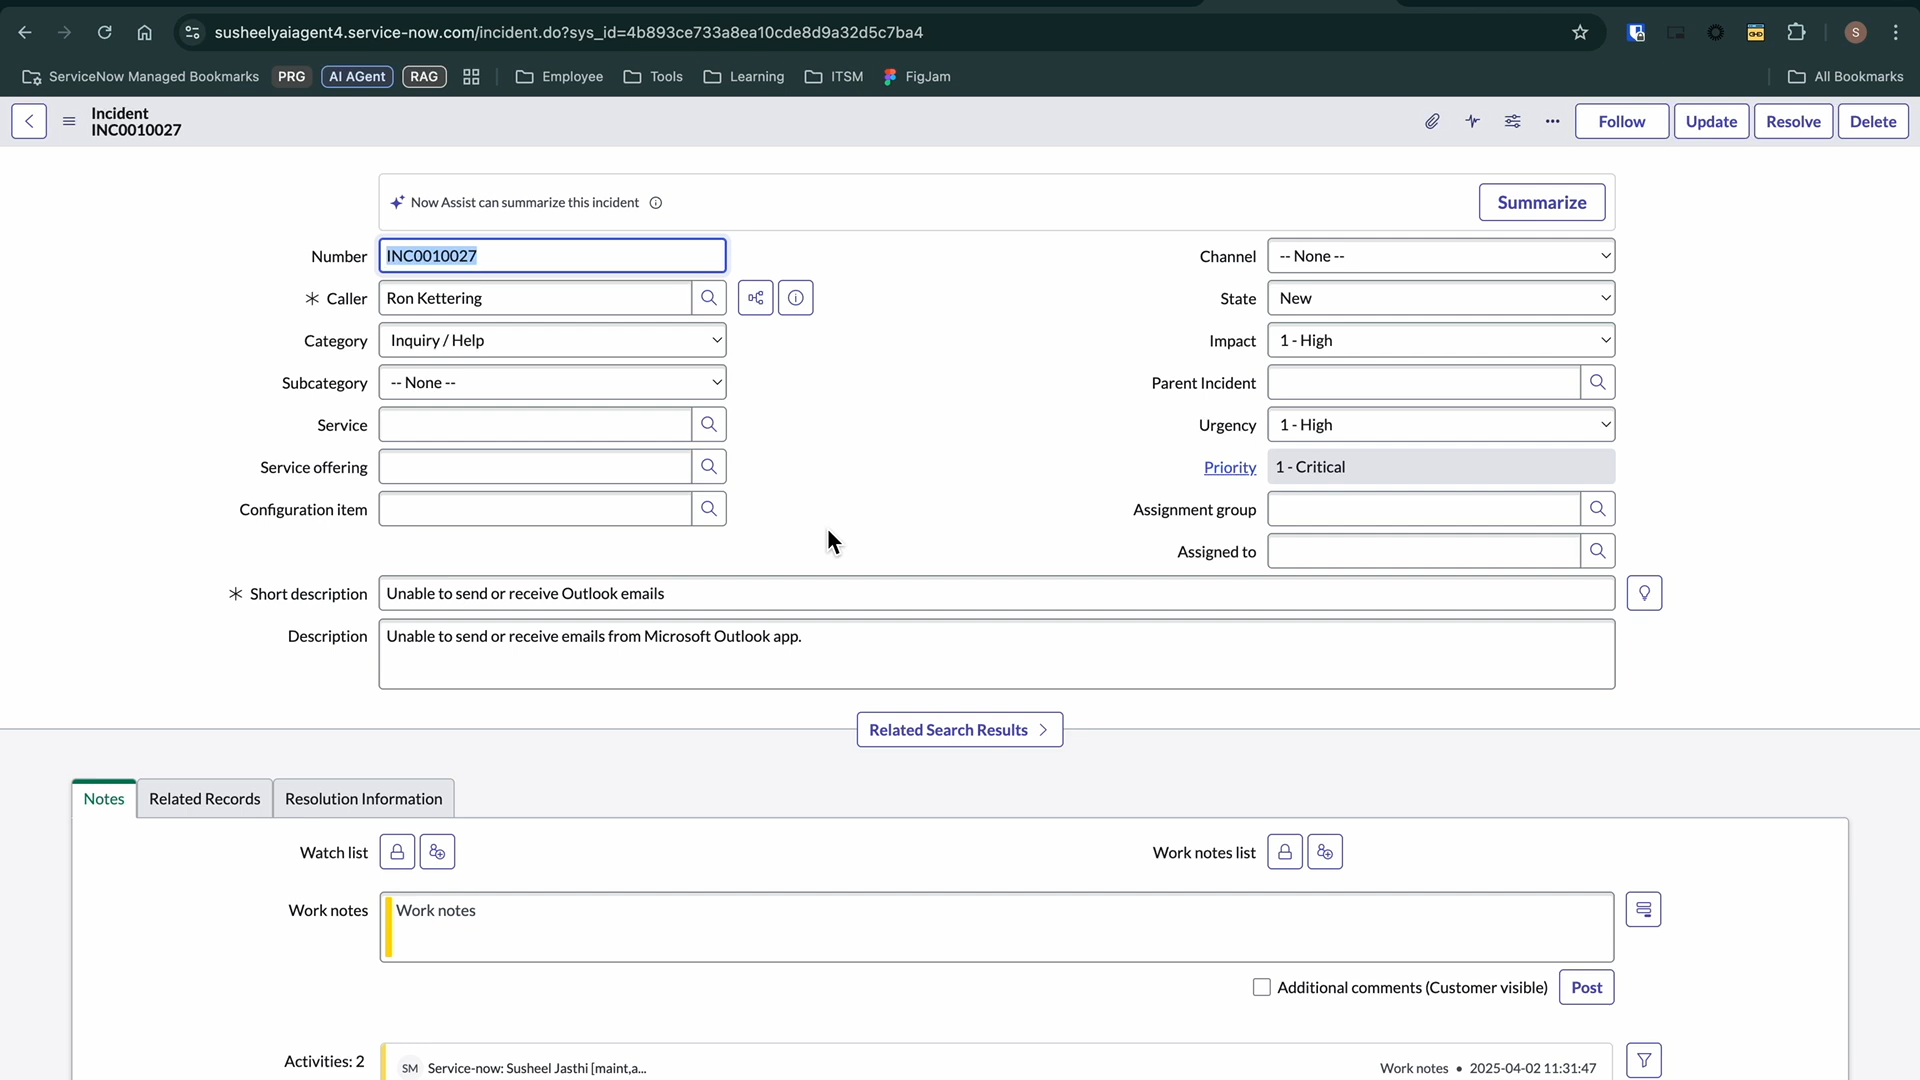 susheelyaiagent4.service-now.com/incident.do?sys_id=4b893ce733a8ea10cde8d9a32d5c7ba4
S
ServiceNow Managed Bookmarks
PRG
AI AGent
RAG
Employee
Tools
Learning
ITSM
FigJam
All Bookmarks
Incident
INC0010027
Follow
Update
Resolve
Delete
Now Assist can summarize this incident
Summarize
Number
INC0010027
Channel
-- None --
Caller
Ron Kettering
State
New
Category
Inquiry / Help
Impact
1 - High
Subcategory
-- None --
Parent Incident
Service
Urgency
1 - High
Service offering
Priority
1 - Critical
Configuration item
Assignment group
Assigned to
Short description
Unable to send or receive Outlook emails
Description
Unable to send or receive emails from Microsoft Outlook app.
Related Search Results
Notes
Related Records
Resolution Information
Watch list
Work notes list
Work notes
Work notes
Additional comments (Customer visible)
Post
Activities: 2
SM
Service-now: Susheel Jasthi [maint,a...
Work notes • 2025-04-02 11:31:47